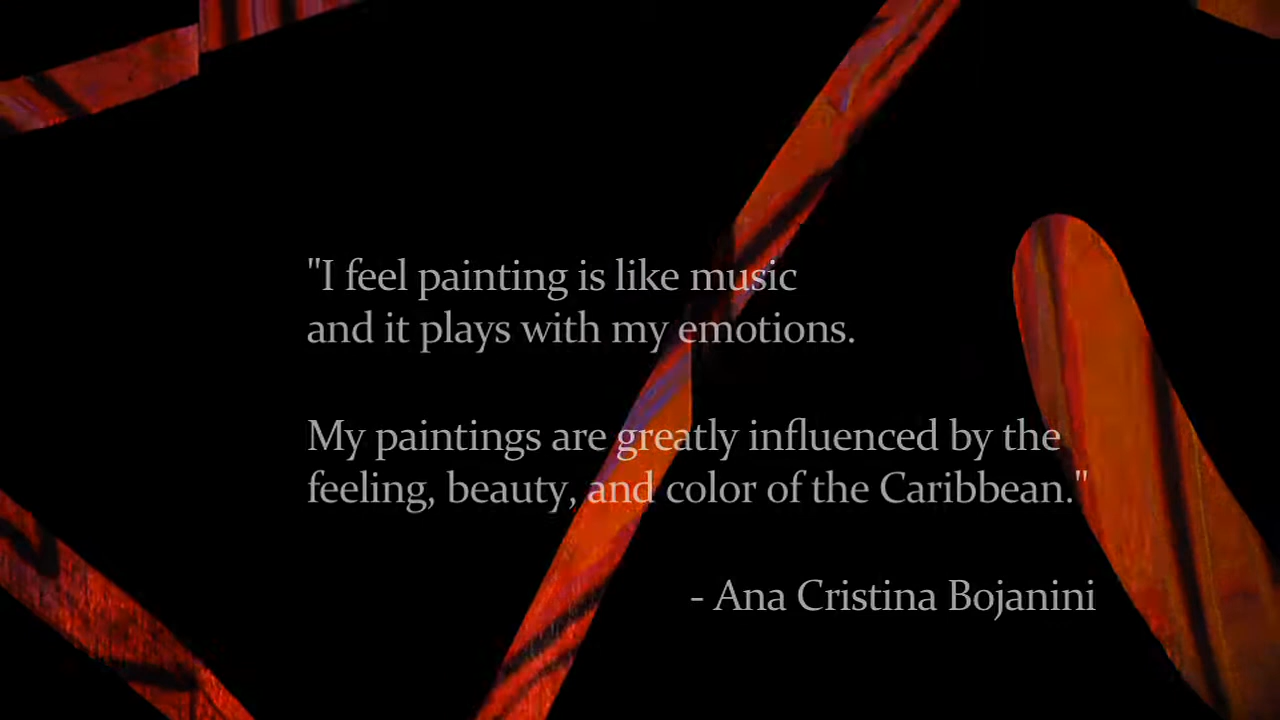 "I feel painting is like music
and it plays with my emotions.
My paintings are greatly influenced by the
feeling, beauty, and color of the Caribbean."
- Ana Cristina Bojanini